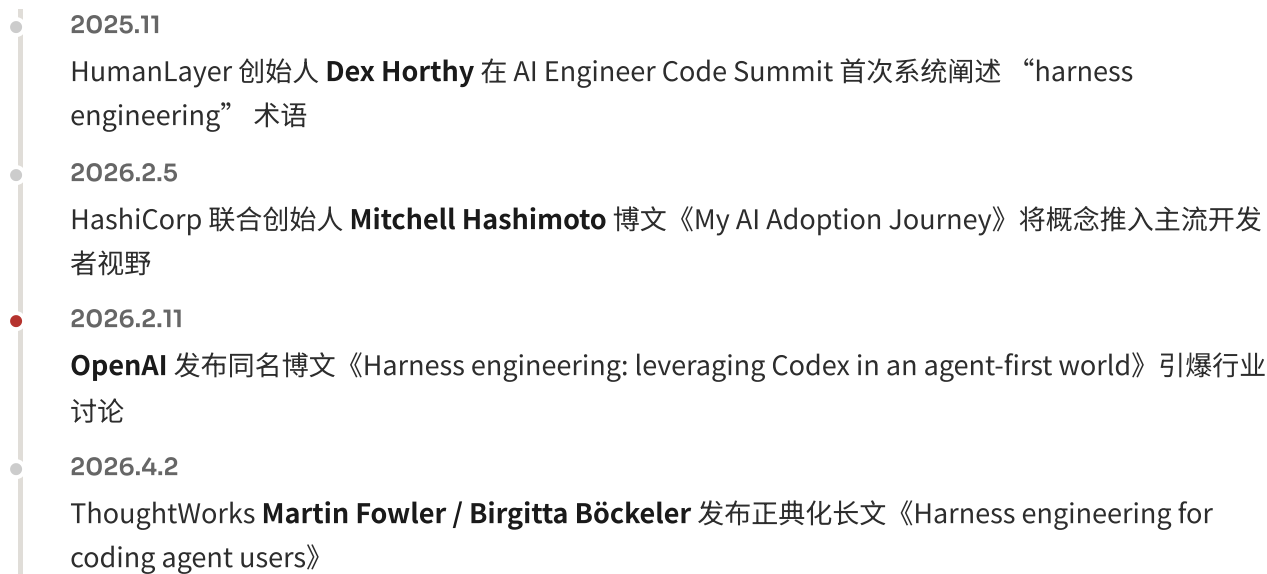 2025.11
HumanLayer 创始人 Dex Horthy 在 AI Engineer Code Summit 首次系统阐述 “harness
engineering” 术语
2026.2.5
HashiCorp 联合创始人 Mitchell Hashimoto 博文《My AI Adoption Journey》将概念推入主流开发
者视野
2026.2.11
OpenAI 发布同名博文《Harness engineering: leveraging Codex in an agent-first world》引爆行业
讨论
2026.4.2
ThoughtWorks Martin Fowler / Birgitta Böckeler 发布正典化长文《Harness engineering for
coding agent users》